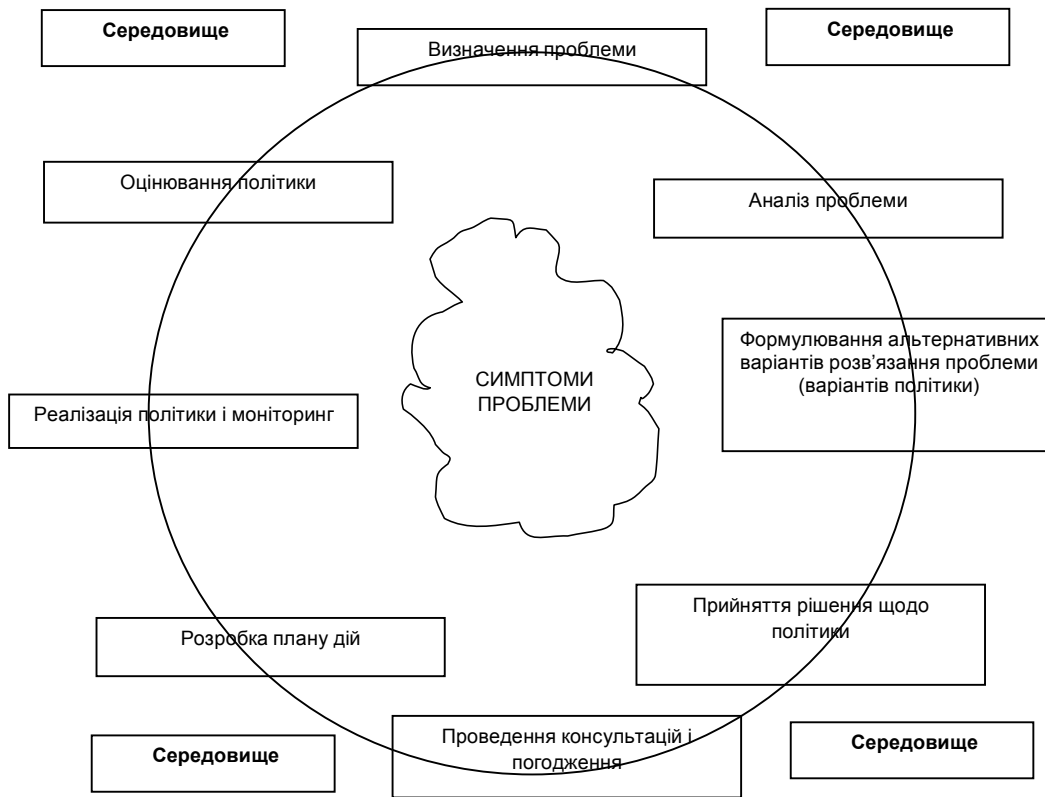 Середовище
Визначення проблеми
Середовище
Оцінювання політики
Аналіз проблеми
Формулювання альтернативних
варіантів розв’язання проблеми
(варіантів політики)
СИМПТОМИ
ПРОБЛЕМИ
Реалізація політики і моніторинг
Прийняття рішення щодо
політики
Розробка плану дій
Проведення консультацій і
погодження
Середовище
Середовище